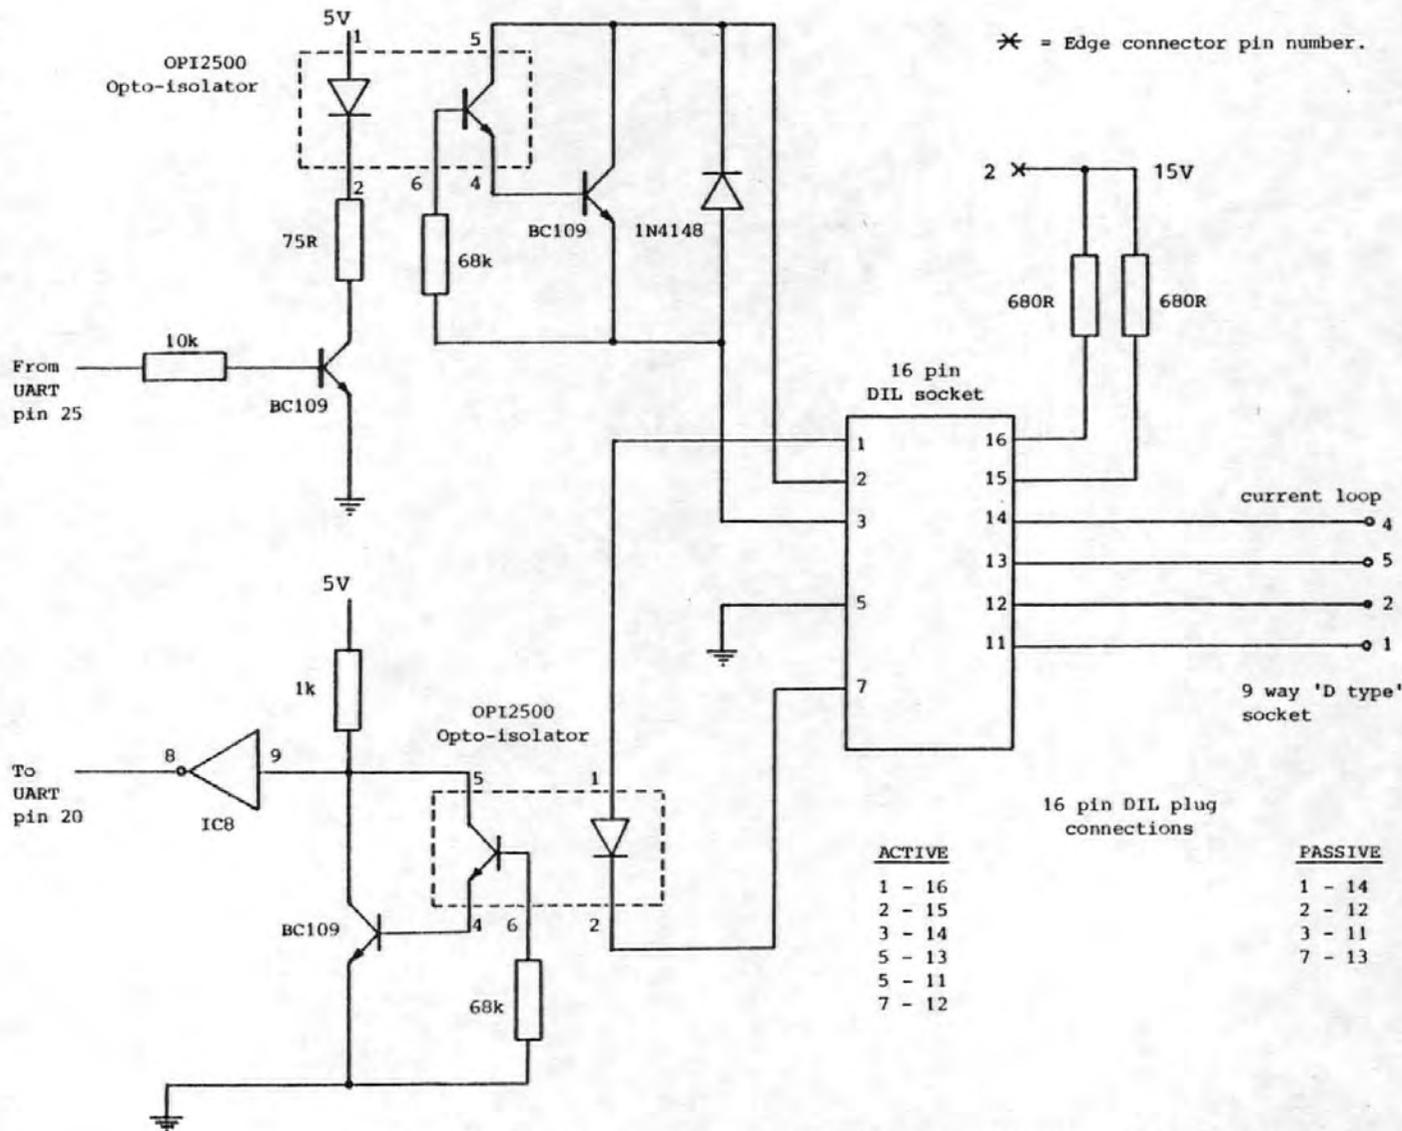 5V
1
5
OPI2500
Opto-isolator
2
6
4
75R
68k
BC109
1N4148
10k
From
UART
pin 25
BC109
✕ = Edge connector pin number.
2
15V
680R
680R
16 pin
DIL socket
1
16
2
15
3
14
13
5
12
11
7
current loop
4
5
2
1
9 way 'D type'
socket
5V
1k
OPI2500
Opto-isolator
To
UART
pin 20
8
9
IC8
5
1
BC109
4
6
2
68k
16 pin DIL plug
connections
ACTIVE
1 - 16
2 - 15
3 - 14
5 - 13
5 - 11
7 - 12
PASSIVE
1 - 14
2 - 12
3 - 11
7 - 13